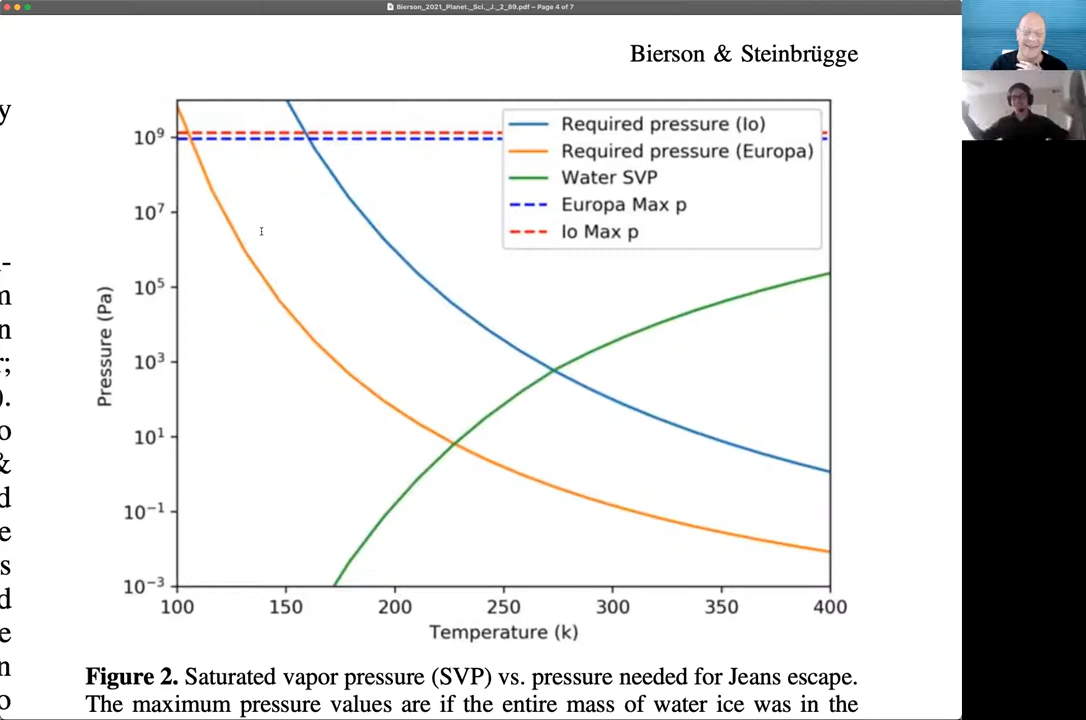 Bierson_2021_Planet._Sci._J._2_89.pdf – Page 4 of 7
Bierson & Steinbrügge
y
i-
m
n
r;
).
o
&
d
e
s
d
e
n
o
Required pressure (Io)
Required pressure (Europa)
Water SVP
Europa Max p
Io Max p
Pressure (Pa)
10⁹
10⁷
10⁵
10³
10¹
10⁻¹
10⁻³
100 150 200 250 300 350 400
Temperature (k)
Figure 2. Saturated vapor pressure (SVP) vs. pressure needed for Jeans escape.
The maximum pressure values are if the entire mass of water ice was in the